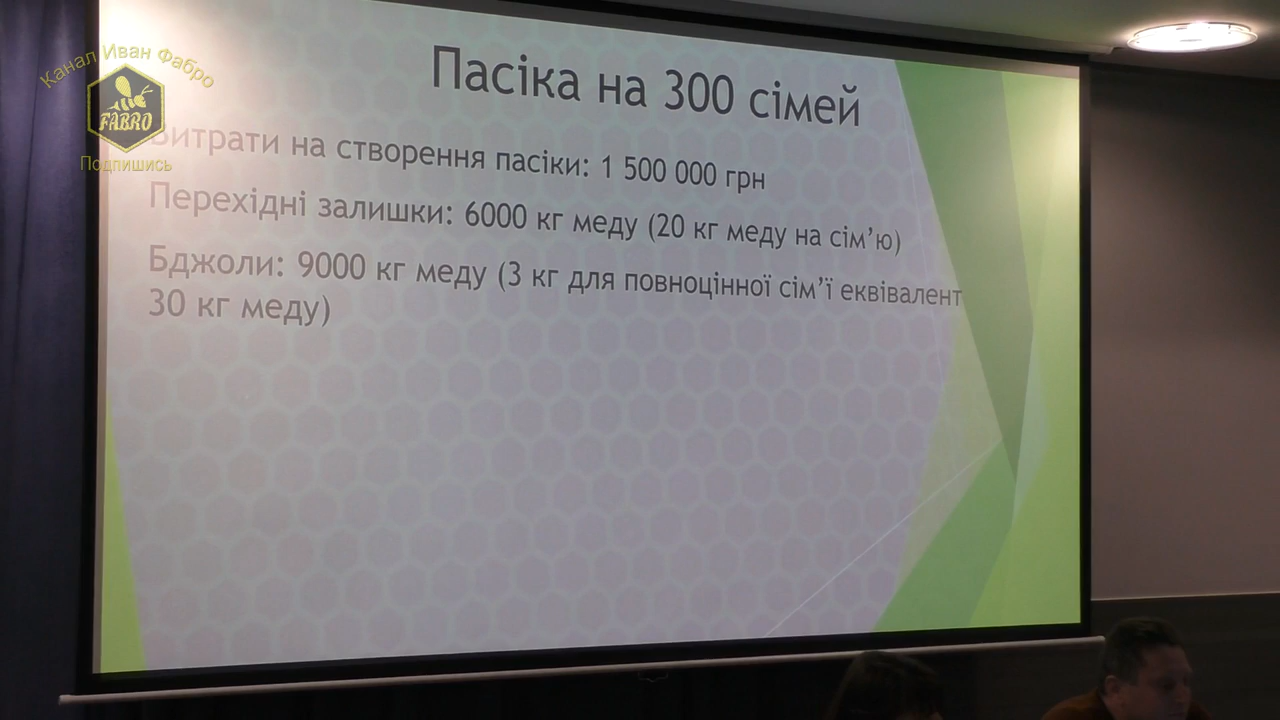 Канал Иван Фабро
FABRO
Подпишись
Пасіка на 300 сімей
Витрати на створення пасіки: 1 500 000 грн
Перехідні залишки: 6000 кг меду (20 кг меду на сім’ю)
Бджоли: 9000 кг меду (3 кг для повноцінної сім’ї еквівалент
30 кг меду)